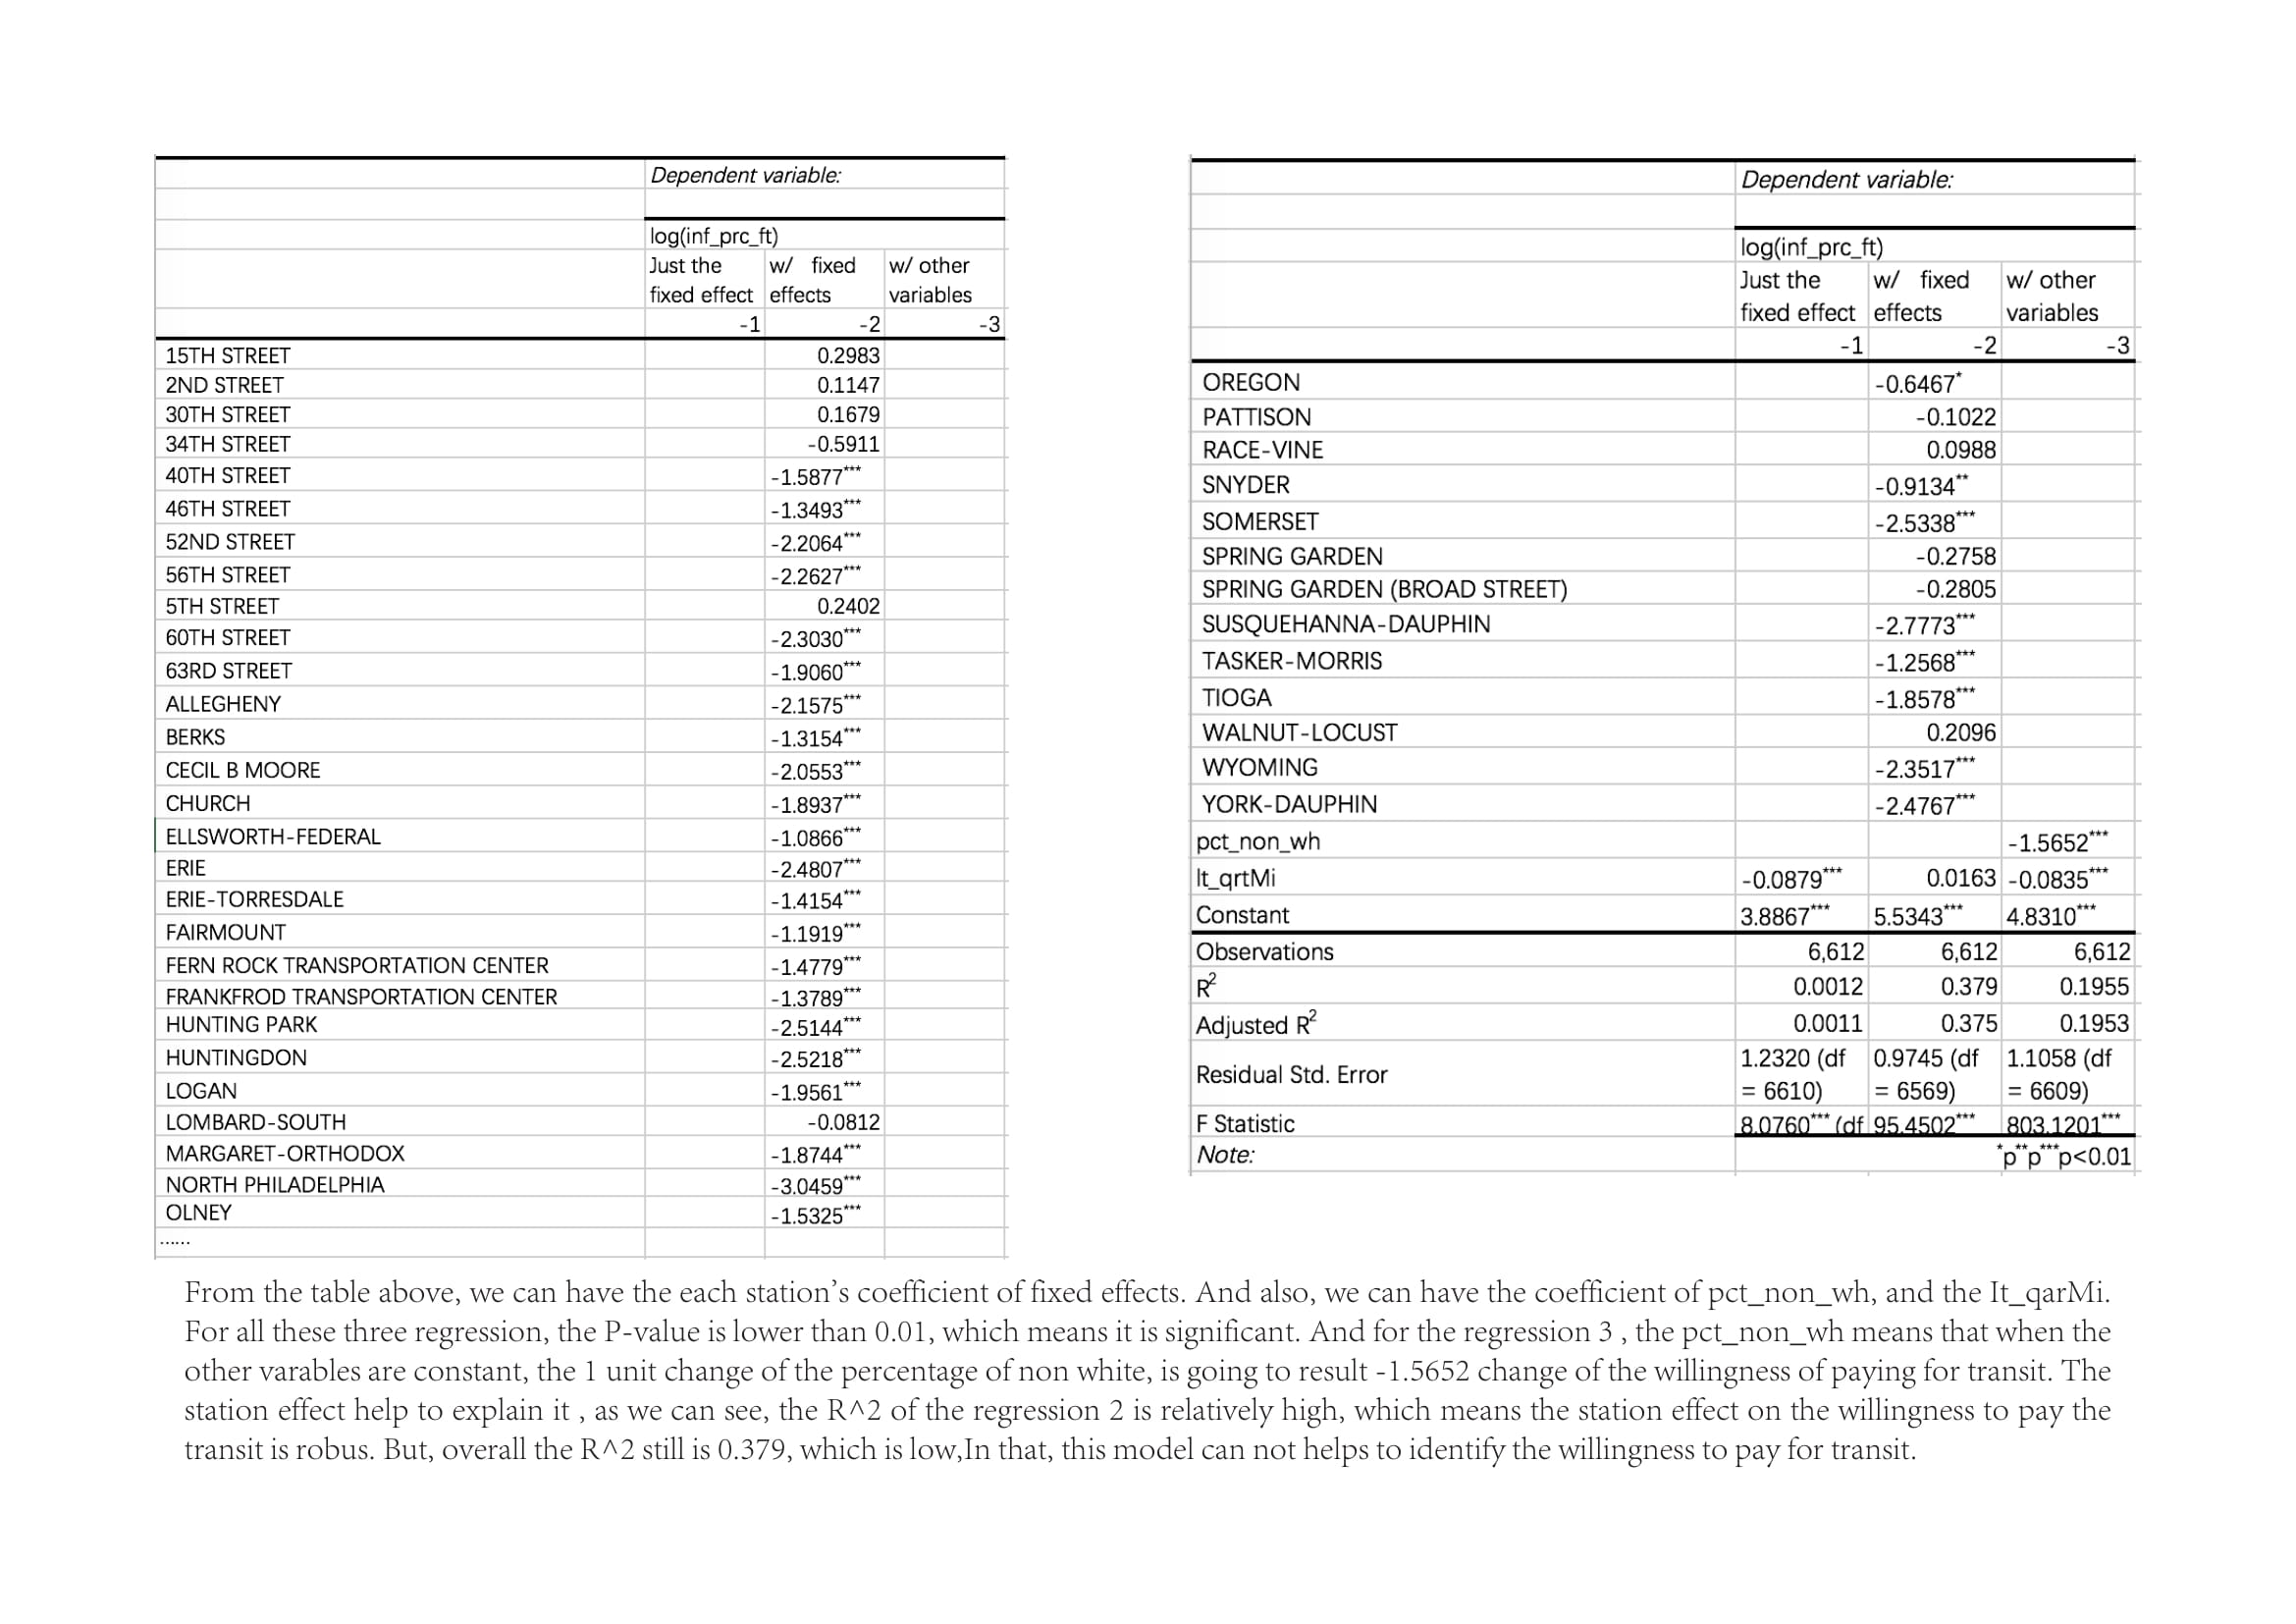 Dependent variable:
log(inf_prc_ft)
Just the fixed effect w/ fixed effects w/ other variables
-1 -2 -3
15TH STREET 0.2983
2ND STREET 0.1147
30TH STREET 0.1679
34TH STREET -0.5911
40TH STREET -1.5877***
46TH STREET -1.3493***
52ND STREET -2.2064***
56TH STREET -2.2627***
5TH STREET 0.2402
60TH STREET -2.3030***
63RD STREET -1.9060***
ALLEGHENY -2.1575***
BERKS -1.3154***
CECIL B MOORE -2.0553***
CHURCH -1.8937***
ELLSWORTH-FEDERAL -1.0866***
ERIE -2.4807***
ERIE-TORRESDALE -1.4154***
FAIRMOUNT -1.1919***
FERN ROCK TRANSPORTATION CENTER -1.4779***
FRANKFROD TRANSPORTATION CENTER -1.3789***
HUNTING PARK -2.5144***
HUNTINGDON -2.5218***
LOGAN -1.9561***
LOMBARD-SOUTH -0.0812
MARGARET-ORTHODOX -1.8744***
NORTH PHILADELPHIA -3.0459***
OLNEY -1.5325***
......
Dependent variable:
log(inf_prc_ft)
Just the fixed effect w/ fixed effects w/ other variables
-1 -2 -3
OREGON -0.6467*
PATTISON -0.1022
RACE-VINE 0.0988
SNYDER -0.9134**
SOMERSET -2.5338***
SPRING GARDEN -0.2758
SPRING GARDEN (BROAD STREET) -0.2805
SUSQUEHANNA-DAUPHIN -2.7773***
TASKER-MORRIS -1.2568***
TIOGA -1.8578***
WALNUT-LOCUST 0.2096
WYOMING -2.3517***
YORK-DAUPHIN -2.4767***
pct_non_wh -1.5652***
lt_qrtMi -0.0879*** 0.0163 -0.0835***
Constant 3.8867*** 5.5343*** 4.8310***
Observations 6,612 6,612 6,612
R2 0.0012 0.379 0.1955
Adjusted R2 0.0011 0.375 0.1953
Residual Std. Error 1.2320 (df = 6610) 0.9745 (df = 6569) 1.1058 (df = 6609)
F Statistic 8.0760*** (df 95.4502*** 803.1201***
Note: *p**p***p<0.01
From the table above, we can have the each station’s coefficient of fixed effects. And also, we can have the coefficient of pct_non_wh, and the It_qarMi.
For all these three regression, the P-value is lower than 0.01, which means it is significant. And for the regression 3 , the pct_non_wh means that when the
other varables are constant, the 1 unit change of the percentage of non white, is going to result -1.5652 change of the willingness of paying for transit. The
station effect help to explain it , as we can see, the R^2 of the regression 2 is relatively high, which means the station effect on the willingness to pay the
transit is robus. But, overall the R^2 still is 0.379, which is low,In that, this model can not helps to identify the willingness to pay for transit.